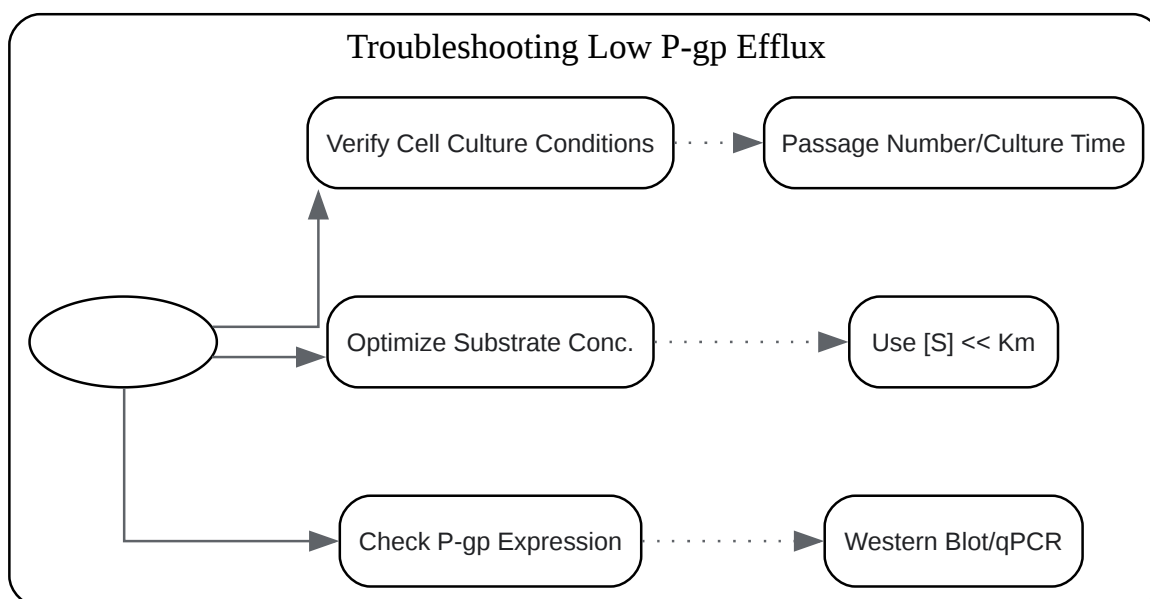 Troubleshooting Low P-gp Efflux
Verify Cell Culture Conditions
Passage Number/Culture Time
Optimize Substrate Conc.
Use [S] << Km
Check P-gp Expression
Western Blot/qPCR